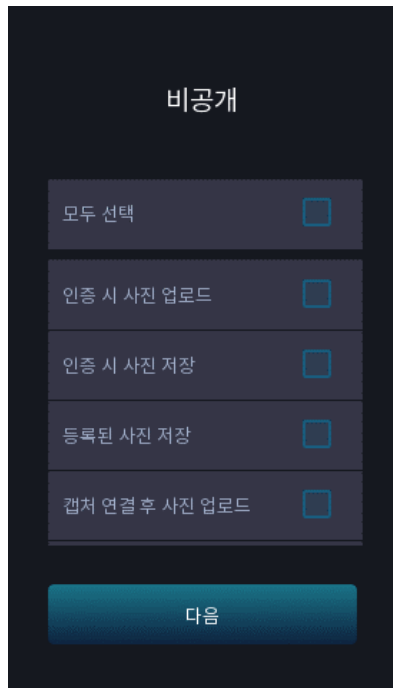 비공개
모두 선택
인증 시 사진 업로드
인증 시 사진 저장
등록된 사진 저장
캡처 연결 후 사진 업로드
다음